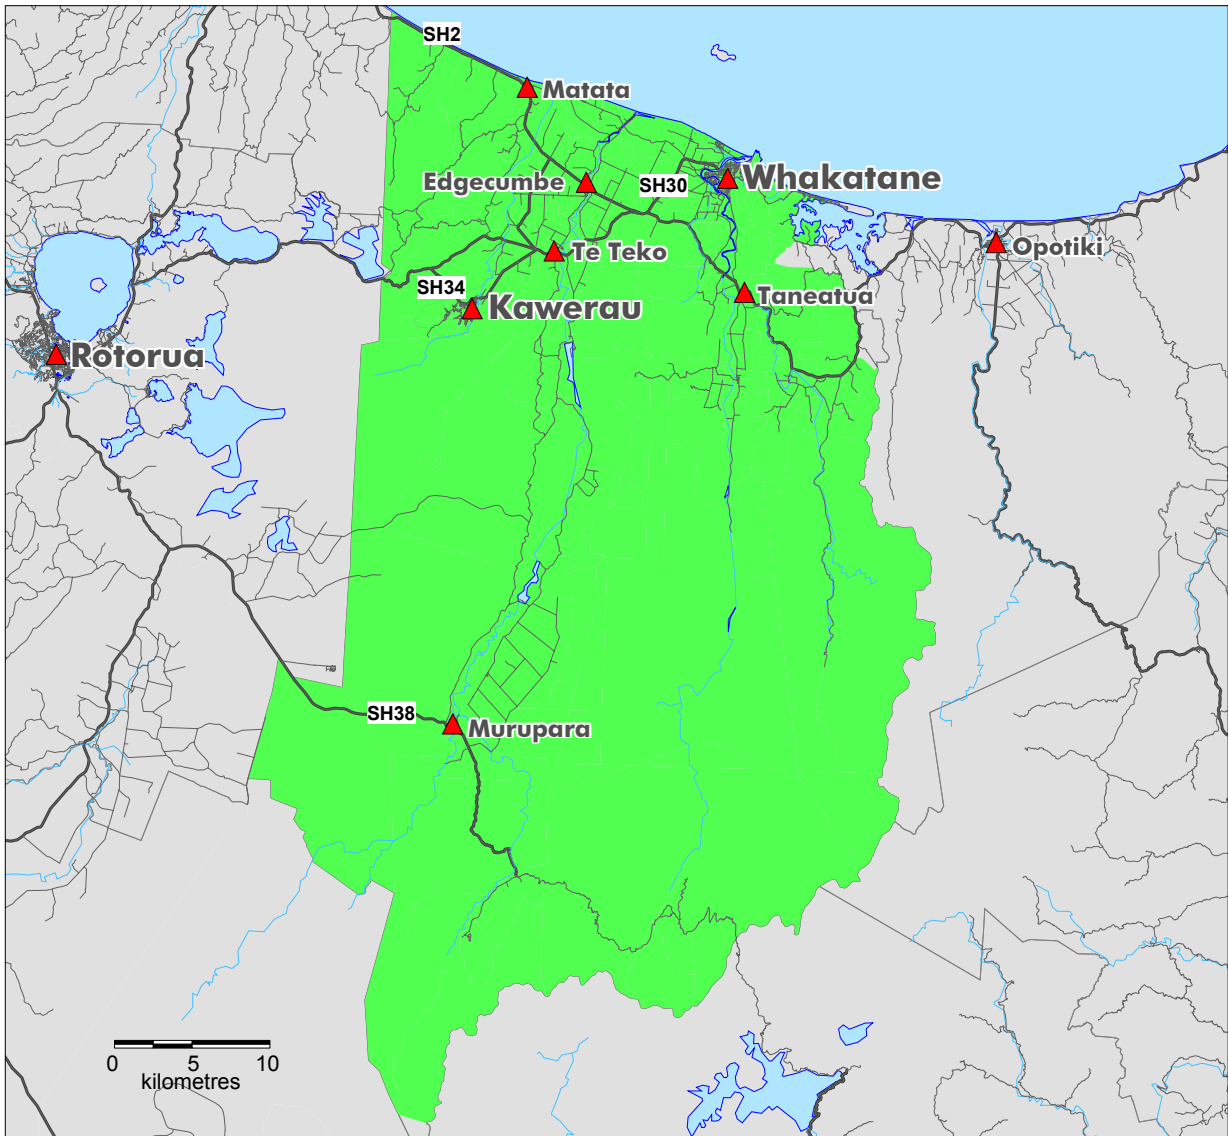 SH2
Matata
Whakatane
Edgecumbe
SH30
Opotiki
Te Teko
SH34
Taneatua
Kawerau
Rotorua
SH38
Murupara
0 5 10
kilometres